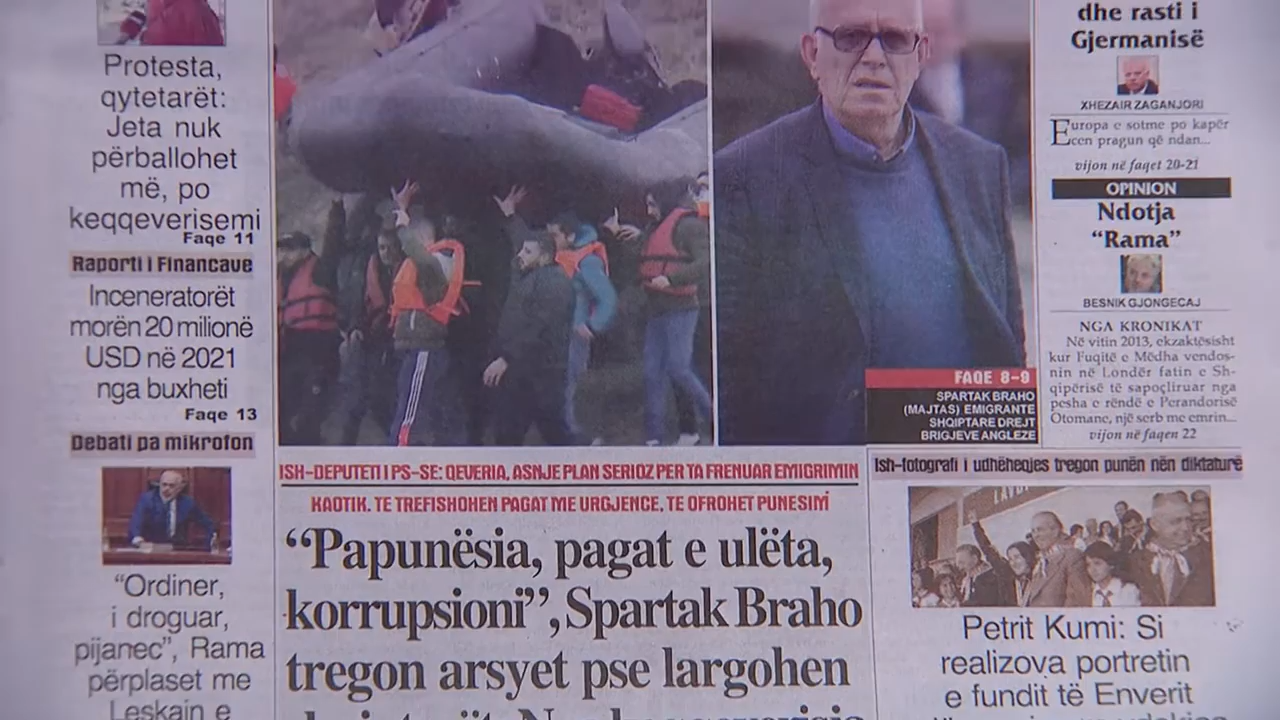 Protesta,
qytetarët:
Jeta nuk
përballohet
më, po
keqqeverisemi
Faqe 11
Raporti i Financave
Inceneratorët
morën 20 milionë
USD në 2021
nga buxheti
Faqe 13
Debati pa mikrofon
“Ordiner,
i droguar,
pijanec”, Rama
përplaset me
Leskajn e
FAQE 8-9
SPARTAK BRAHO
(MAJTAS) EMIGRANTE
SHQIPTARE DREJT
BRIGJEVE ANGLEZE
ISH-DEPUTETI I PS-SE: QEVERIA, ASNJE PLAN SERIOZ PER TA FRENUAR EMIGRIMIN
KAOTIK. TE TREFISHOHEN PAGAT ME URGJENCE, TE OFROHET PUNESIMI
“Papunësia, pagat e ulëta,
korrupsioni”, Spartak Braho
tregon arsyet pse largohen
dhe rasti i
Gjermanisë
XHEZAIR ZAGANJORI
Europa e sotme po kapër
cen pragun që ndan...
vijon në faqet 20-21
OPINION
Ndotja
“Rama”
BESNIK GJONGECAJ
NGA KRONIKAT
Në vitin 2013, ekzaktësisht
kur Fuqitë e Mëdha vendos-
nin në Londër fatin e Sh-
qipërisë të sapoçliruar nga
pesha e rëndë e Perandorisë
Otomane, një serb me emrin...
vijon në faqen 22
Ish-fotografi i udhëheqjes tregon punën nën diktaturë
Petrit Kumi: Si
realizova portretin
e fundit të Enverit